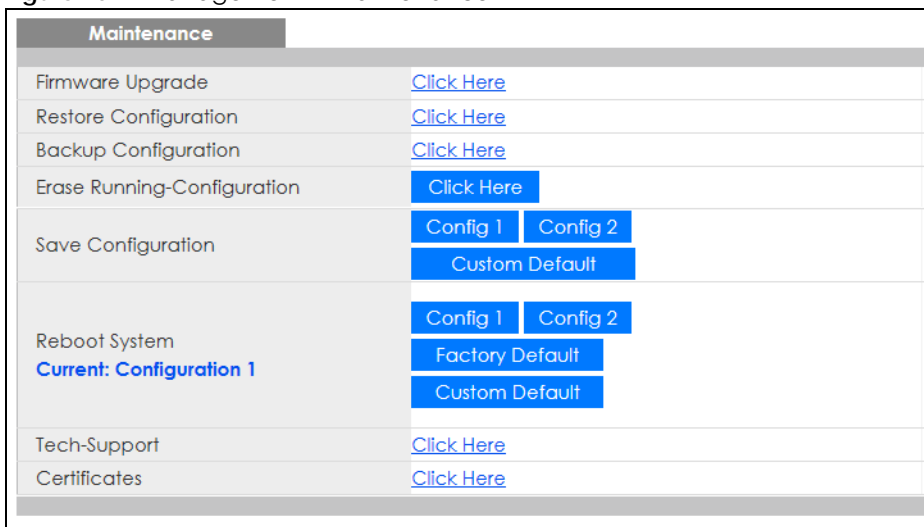 Maintenance
Firmware Upgrade Click Here
Restore Configuration Click Here
Backup Configuration Click Here
Erase Running-Configuration Click Here
Save Configuration
Config 1 Config 2
Custom Default
Reboot System
Current: Configuration 1
Config 1 Config 2
Factory Default
Custom Default
Tech-Support Click Here
Certificates Click Here